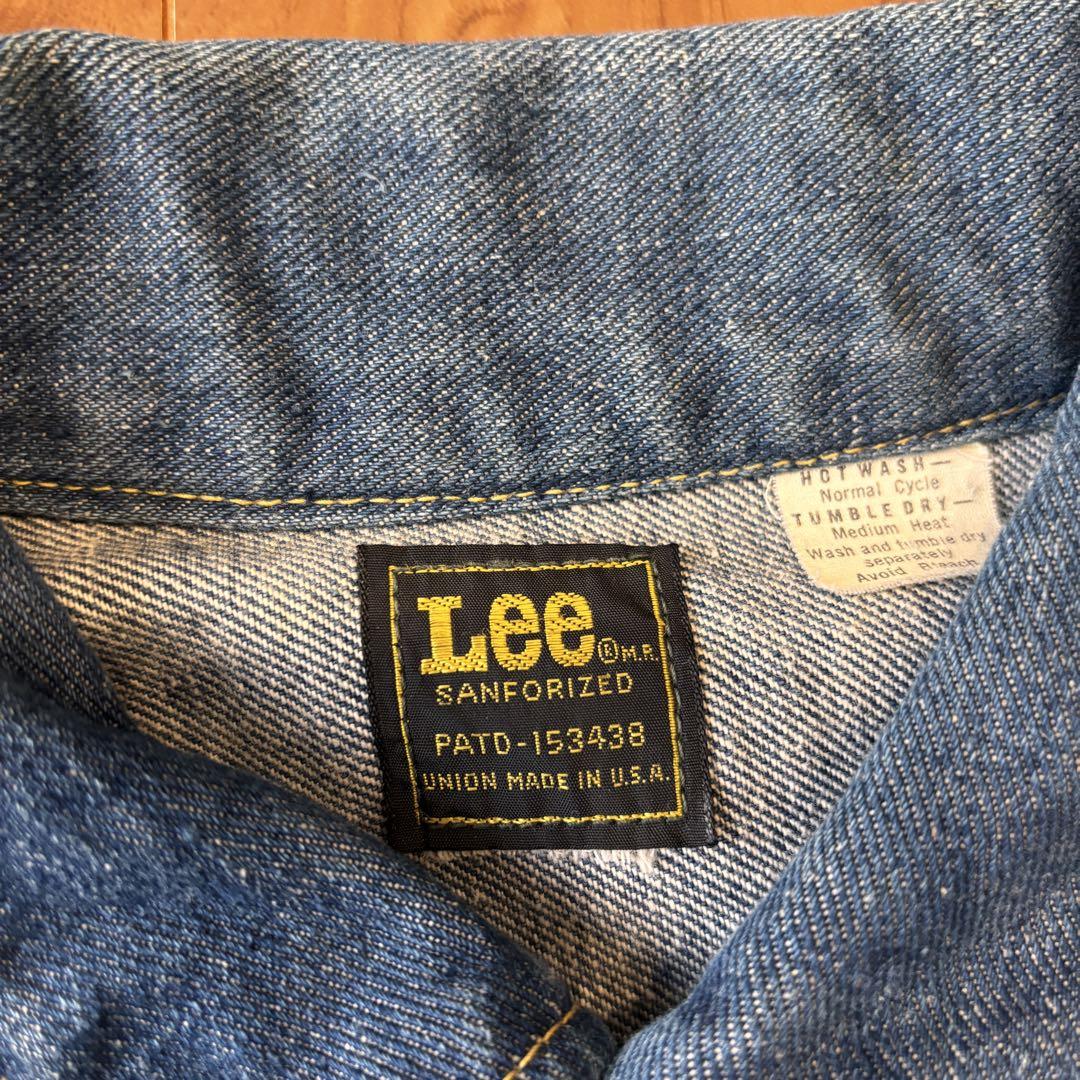 HOT WASH—
Normal Cycle
TUMBLE DRY—
Medium Heat
Wash and tumble dry
separately
Avoid Bleach
Lee ® M.R.
SANFORIZED
PATD-153438
UNION MADE IN U.S.A.